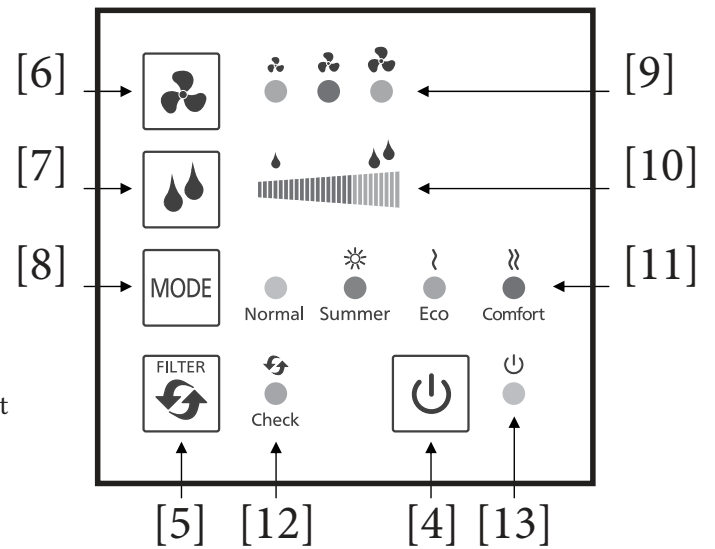 [6] [9]
[7] [10]
[8] MODE [11]
Normal Summer Eco Comfort
FILTER
t
Check
[5] [12] [4] [13]